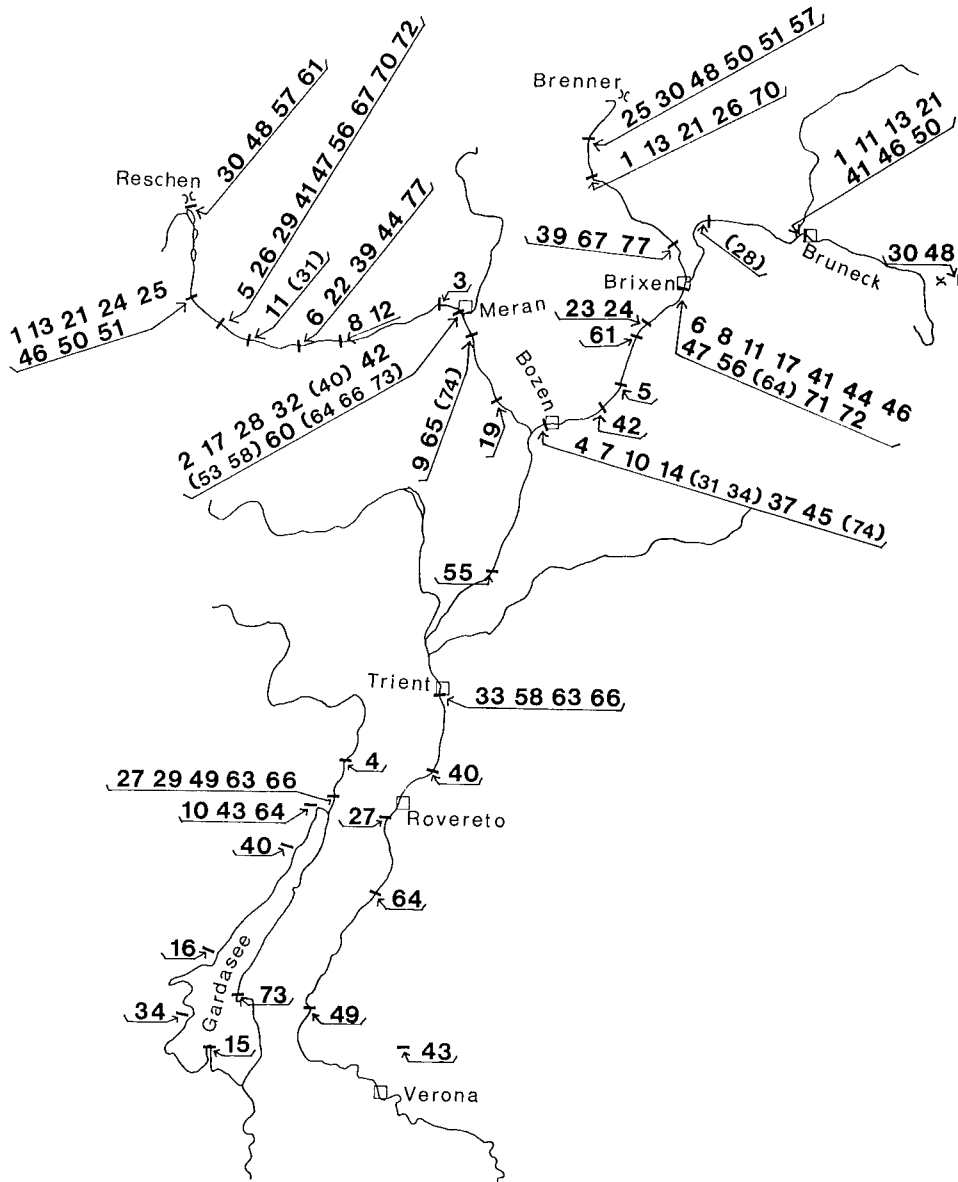 25 30 48 50 51 57
Brenner
1 13 21 26 70
30 48 57 61
5 26 29 41 47 56 67 70 72
1 11 13 21
41 46 50
Reschen
11 (31)
6 22 39 44 77
39 67 77
(28)
Bruneck
30 48
Brixen
8 12
3
Meran
1 13 21 24 25
46 50 51
23 24
61
6 8 11 17 41 44 46
47 56 (64) 71 72
2 17 28 32 (40) 42
(53 58) 60 (64 66 73)
9 65 (74)
19
Bozen
5
42
4 7 10 14 (31 34) 37 45 (74)
55
Trient
33 58 63 66
4
40
27 29 49 63 66
10 43 64
27
Rovereto
40
64
16
Gardasee
73
34
49
15
43
Verona